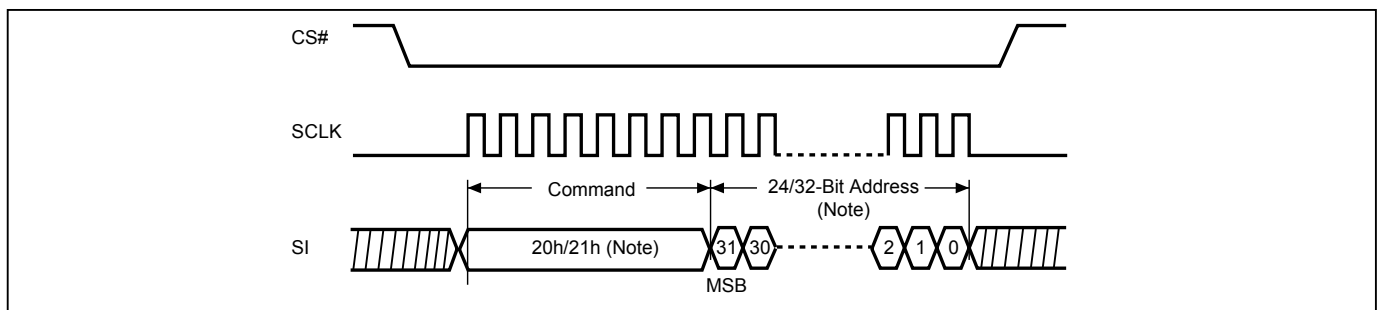 CS#
SCLK
Command
24/32-Bit Address
(Note)
SI
20h/21h (Note)
31
30
2
1
0
MSB